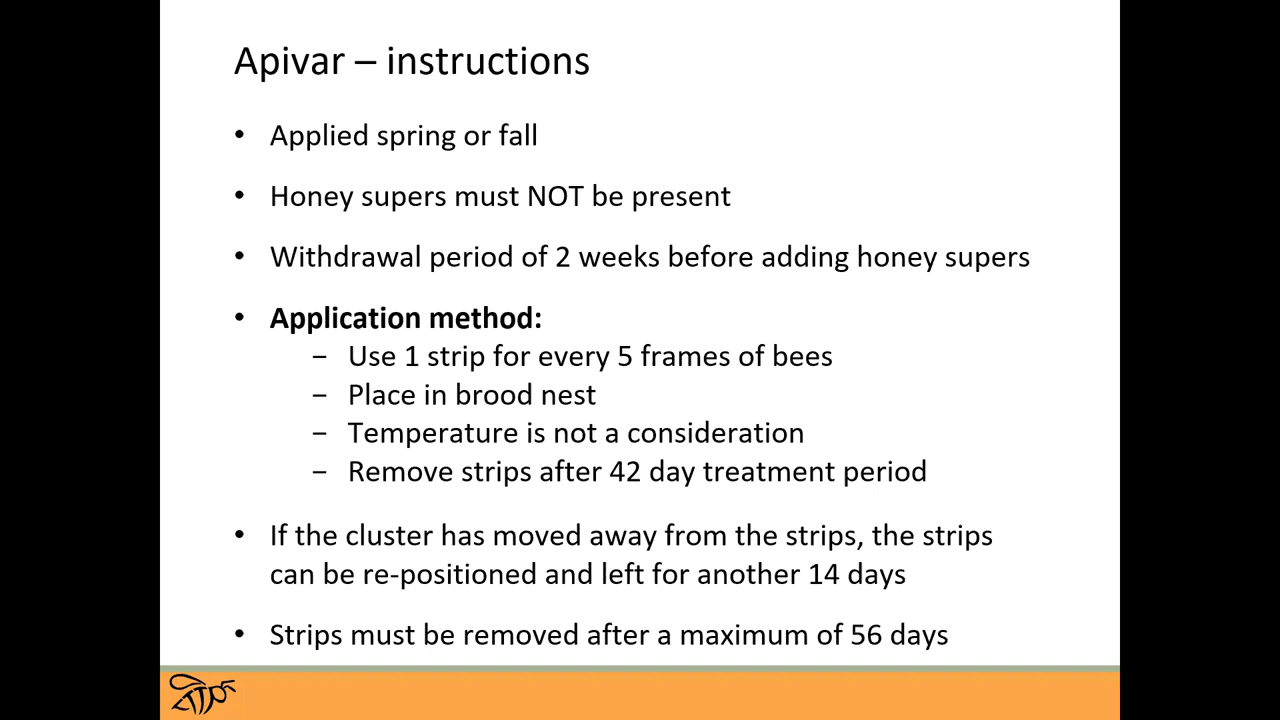 Apivar – instructions
• Applied spring or fall
• Honey supers must NOT be present
• Withdrawal period of 2 weeks before adding honey supers
• Application method:
– Use 1 strip for every 5 frames of bees
– Place in brood nest
– Temperature is not a consideration
– Remove strips after 42 day treatment period
• If the cluster has moved away from the strips, the strips
can be re-positioned and left for another 14 days
• Strips must be removed after a maximum of 56 days